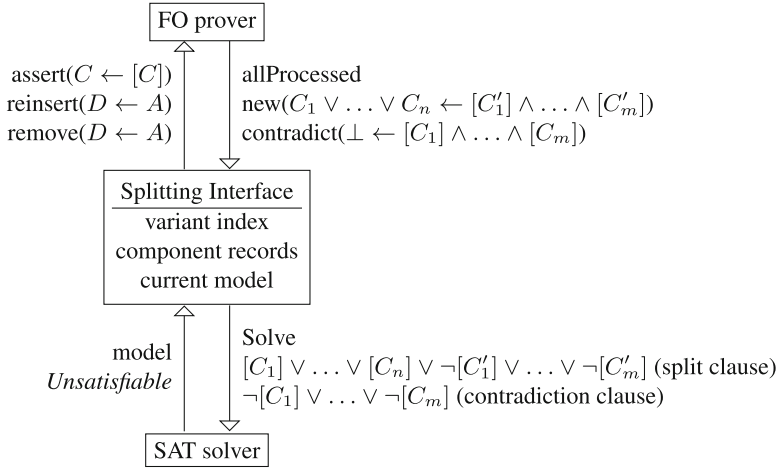 FO prover
assert(C ← [C])
reinsert(D ← A)
remove(D ← A)
allProcessed
new(C₁ ∨ … ∨ Cₙ ← [C′₁] ∧ … ∧ [C′ₘ])
contradict(⊥ ← [C₁] ∧ … ∧ [Cₘ])
Splitting Interface
variant index
component records
current model
model
Unsatisfiable
Solve
[C₁] ∨ … ∨ [Cₙ] ∨ ¬[C′₁] ∨ … ∨ ¬[C′ₘ] (split clause)
¬[C₁] ∨ … ∨ ¬[Cₘ] (contradiction clause)
SAT solver